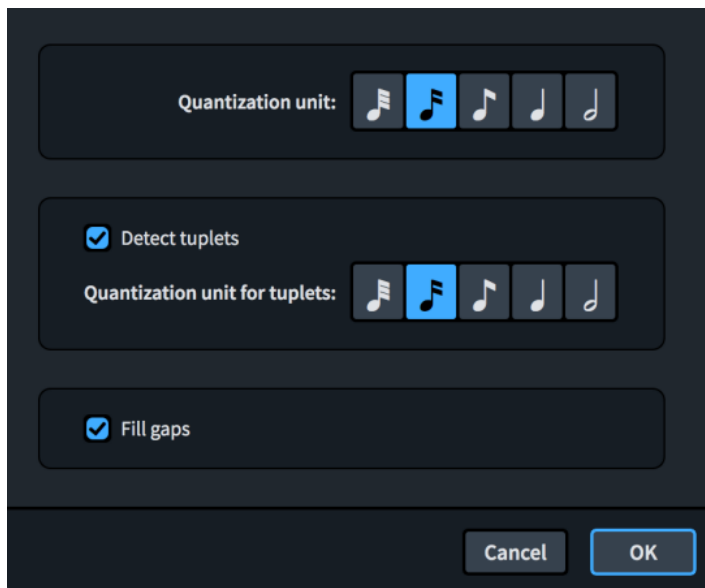 Quantization unit:
Detect tuplets
Quantization unit for tuplets:
Fill gaps
Cancel OK